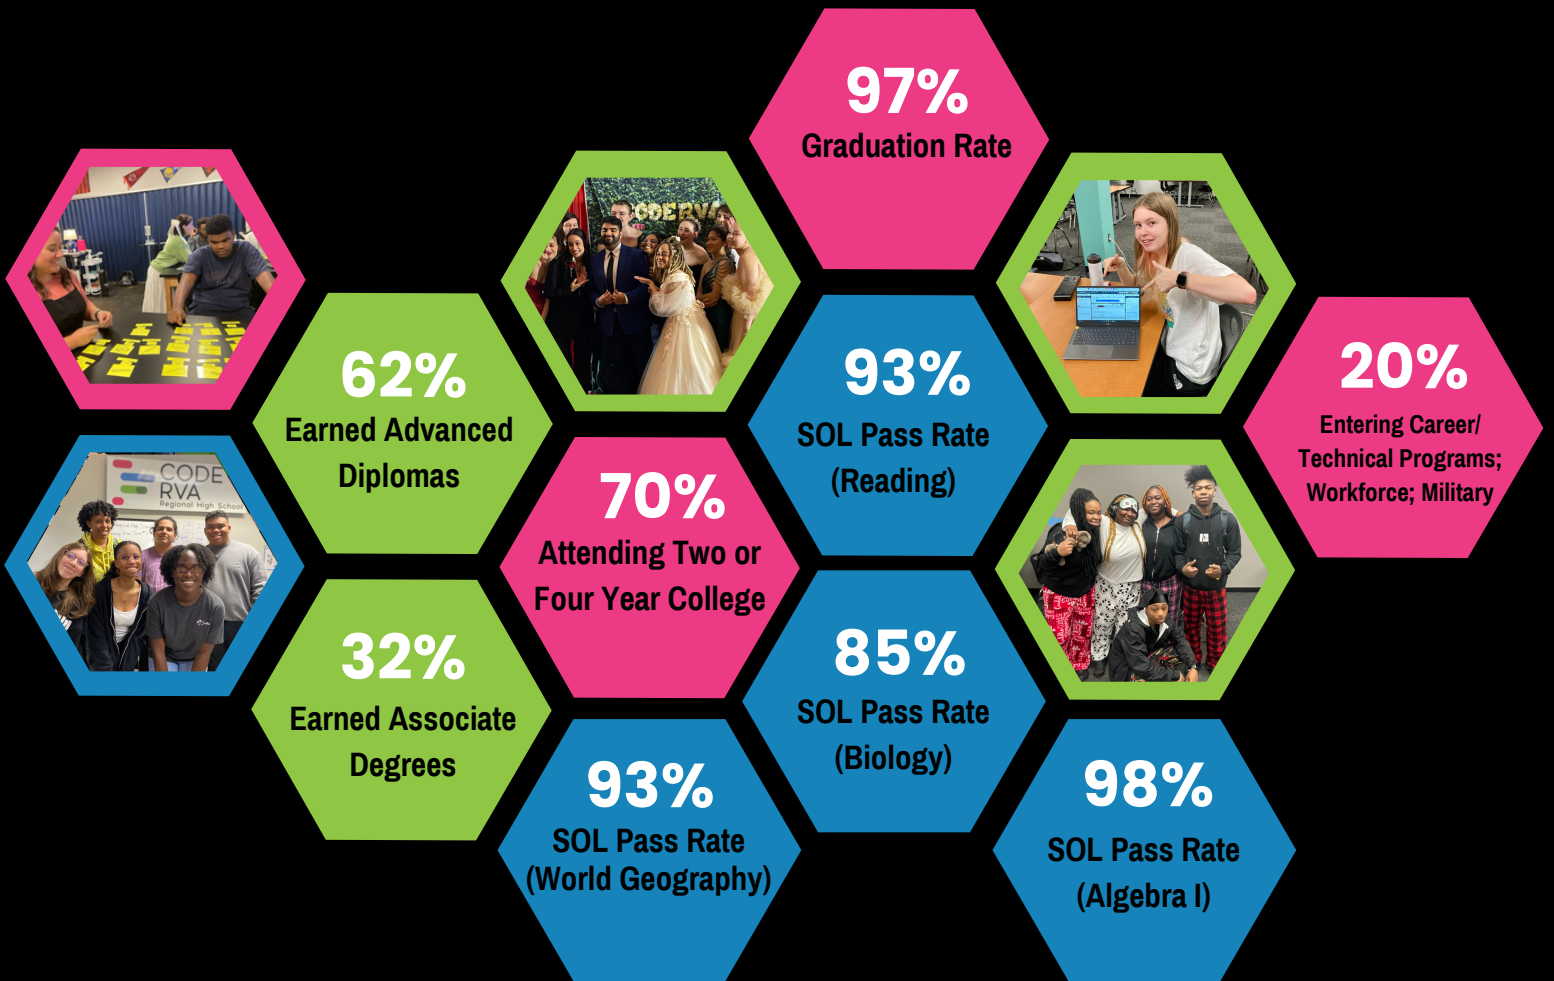 97%
Graduation Rate
CODERVA
62%
Earned Advanced
Diplomas
93%
SOL Pass Rate
(Reading)
20%
Entering Career/
Technical Programs;
Workforce; Military
CODE
RVA
Regional High School
70%
Attending Two or
Four Year College
32%
Earned Associate
Degrees
85%
SOL Pass Rate
(Biology)
93%
SOL Pass Rate
(World Geography)
98%
SOL Pass Rate
(Algebra I)